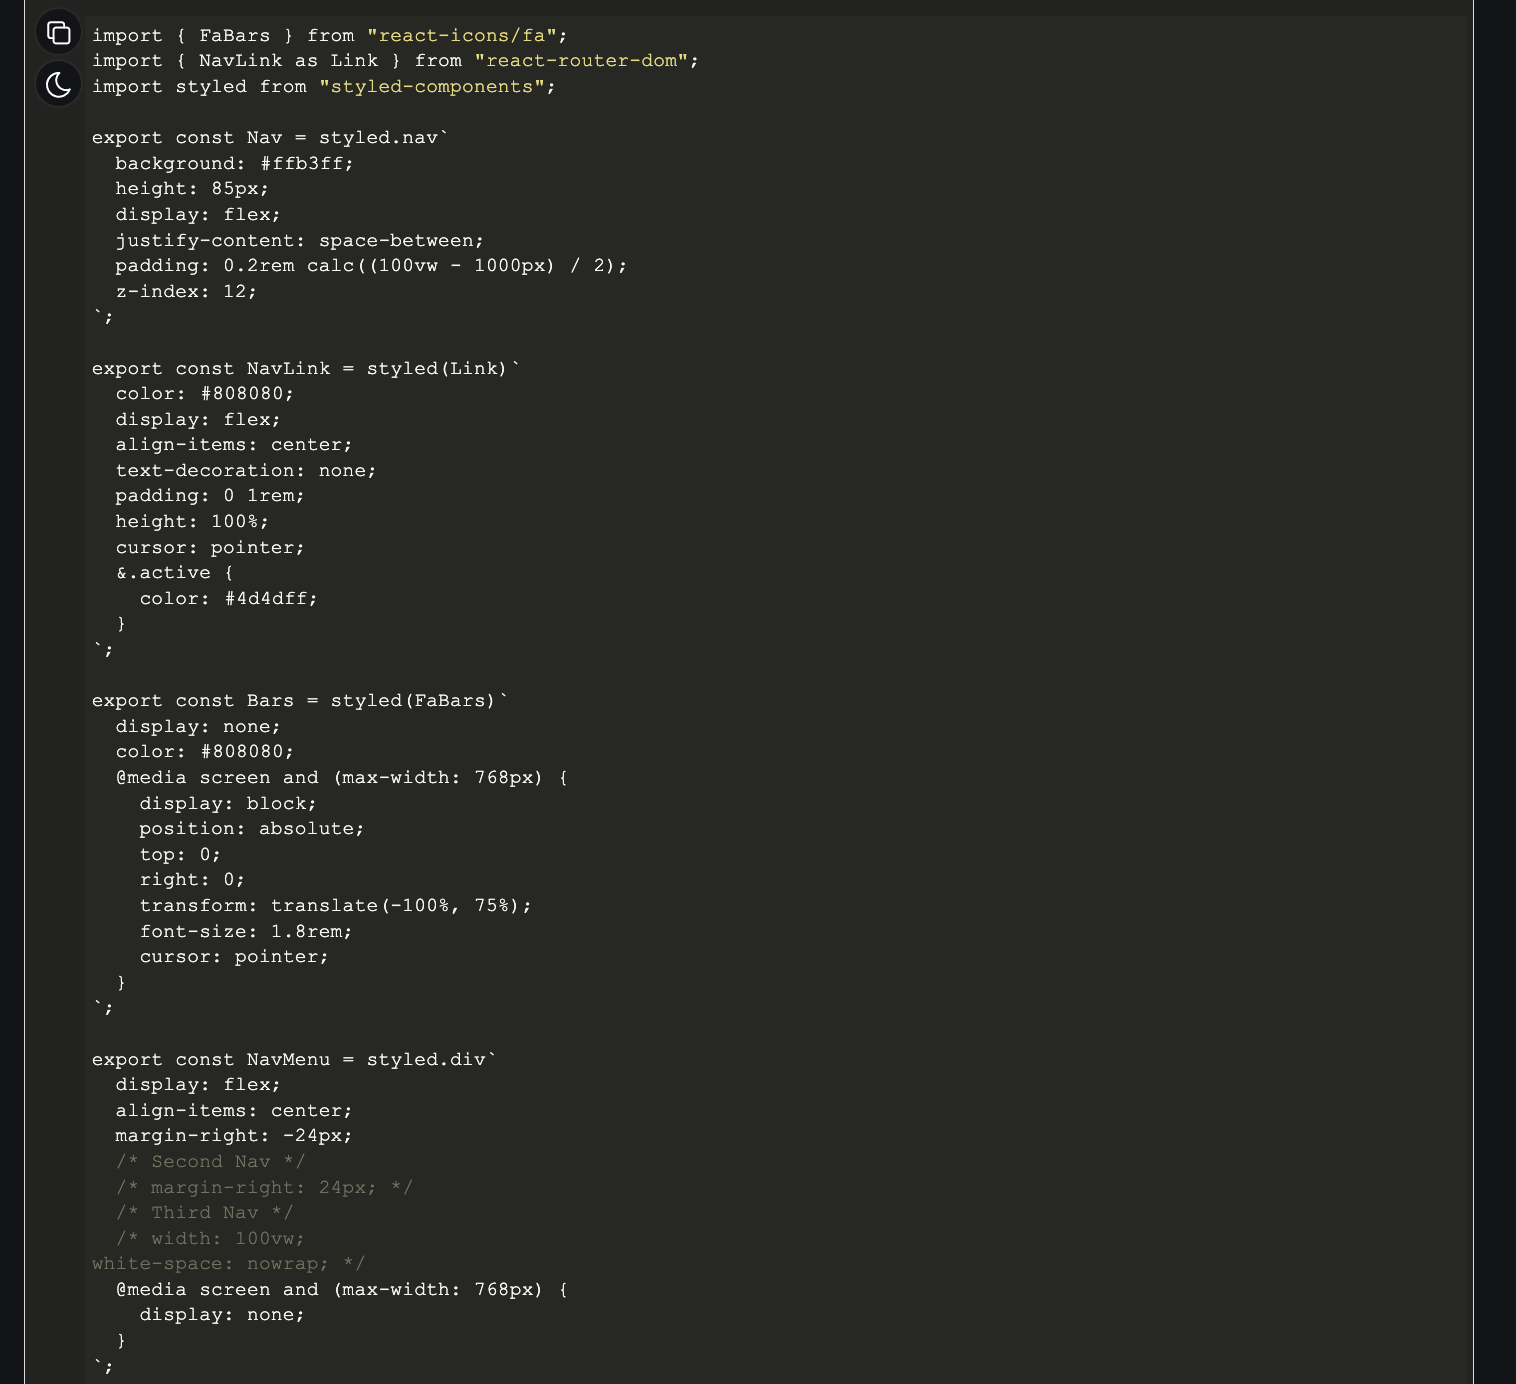 import { FaBars } from "react-icons/fa";
import { NavLink as Link } from "react-router-dom";
import styled from "styled-components";

export const Nav = styled.nav`
  background: #ffb3ff;
  height: 85px;
  display: flex;
  justify-content: space-between;
  padding: 0.2rem calc((100vw - 1000px) / 2);
  z-index: 12;
`;

export const NavLink = styled(Link)`
  color: #808080;
  display: flex;
  align-items: center;
  text-decoration: none;
  padding: 0 1rem;
  height: 100%;
  cursor: pointer;
  &.active {
    color: #4d4dff;
  }
`;

export const Bars = styled(FaBars)`
  display: none;
  color: #808080;
  @media screen and (max-width: 768px) {
    display: block;
    position: absolute;
    top: 0;
    right: 0;
    transform: translate(-100%, 75%);
    font-size: 1.8rem;
    cursor: pointer;
  }
`;

export const NavMenu = styled.div`
  display: flex;
  align-items: center;
  margin-right: -24px;
  /* Second Nav */
  /* margin-right: 24px; */
  /* Third Nav */
  /* width: 100vw;
white-space: nowrap; */
  @media screen and (max-width: 768px) {
    display: none;
  }
`;